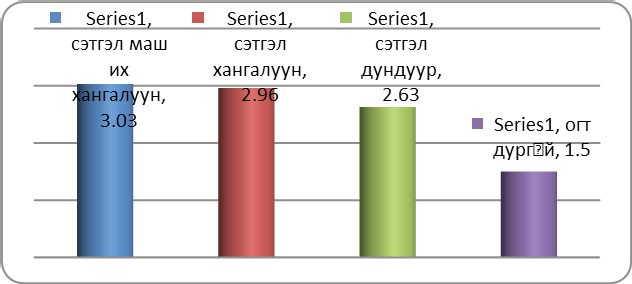 Series1,
сэтгэл маш
их
хангалуун,
3.03
Series1,
сэтгэл
хангалуун,
2.96
Series1,
сэтгэл
дундуур,
2.63
Series1, огт
1.5